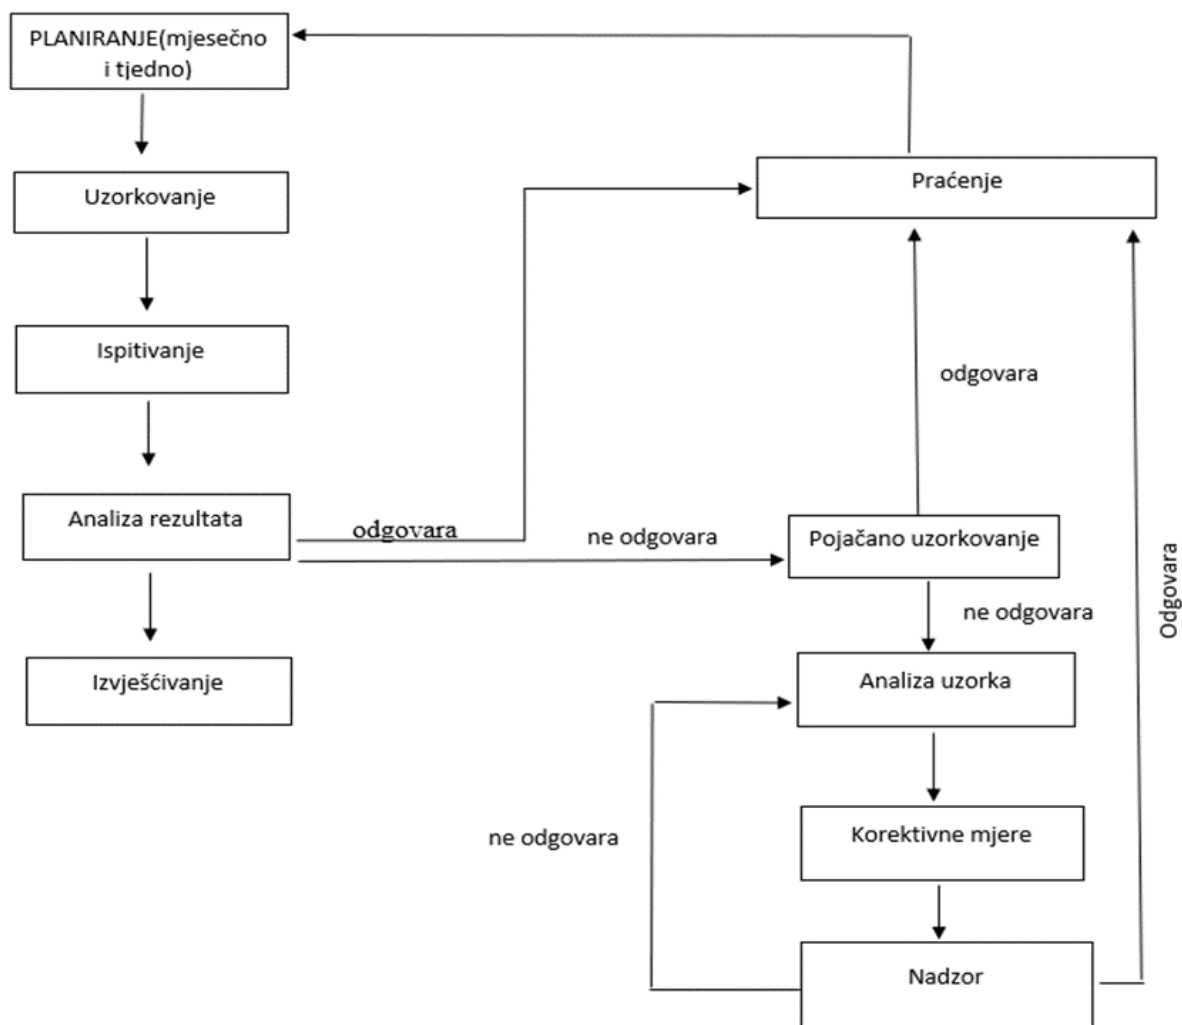 PLANIRANJE(mjesečno
i tjedno)
Uzorkovanje
Praćenje
Ispitivanje
odgovara
Analiza rezultata
odgovara
ne odgovara
Pojačano uzorkovanje
Odgovara
ne odgovara
Izvješćivanje
Analiza uzorka
ne odgovara
Korektivne mjere
Nadzor